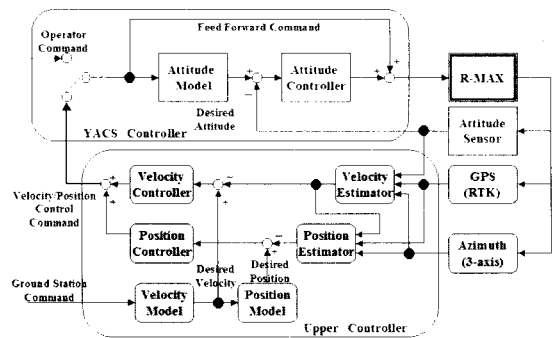 Feed Forward Command
Operator
Command
Attitude
Model
Attitude
Controller
R-MAX
Desired
Attitude
Attitude
Sensor
YACS Controller
Velocity
Controller
Velocity
Estimator
GPS
(RTK)
Velocity/Position
Control
Command
Position
Controller
Position
Estimator
Azimuth
(3-axis)
Desired
Velocity
Desired
Position
Ground Station
Command
Velocity
Model
Position
Model
Upper Controller